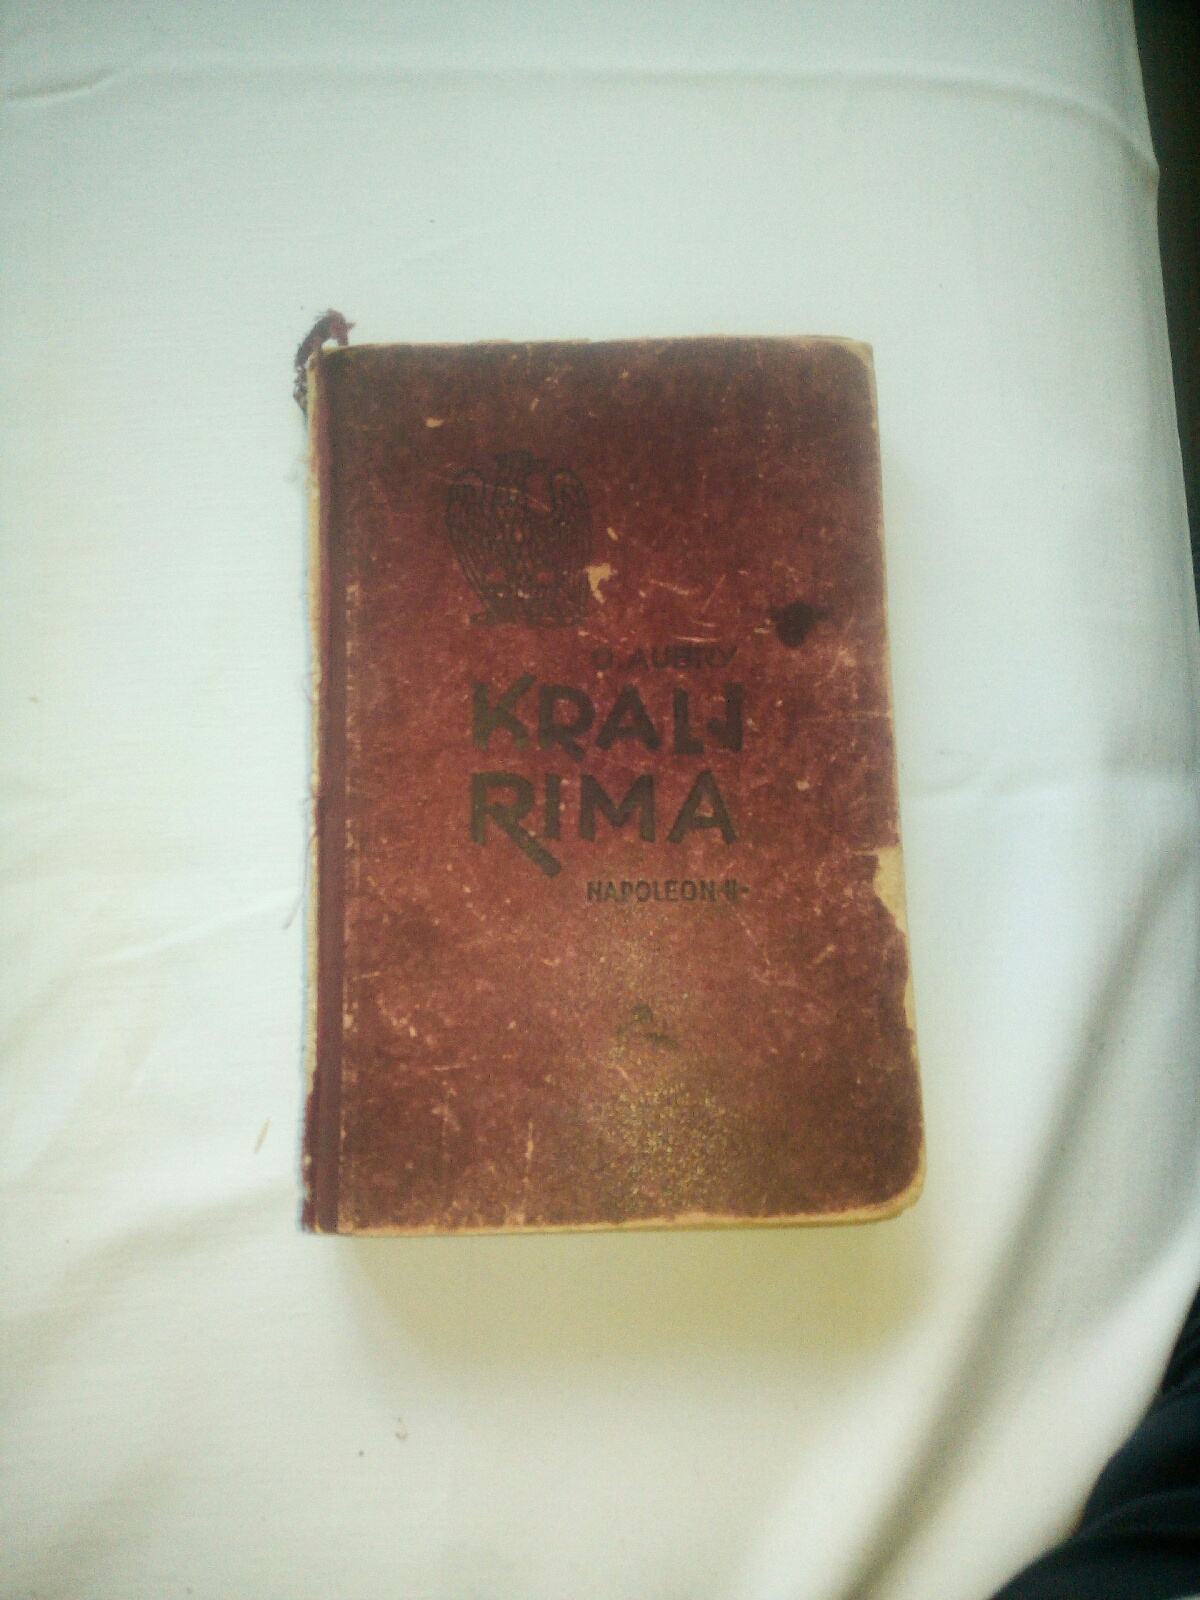 O. AUBRY
KRALJ
RIMA
NAPOLEON II-